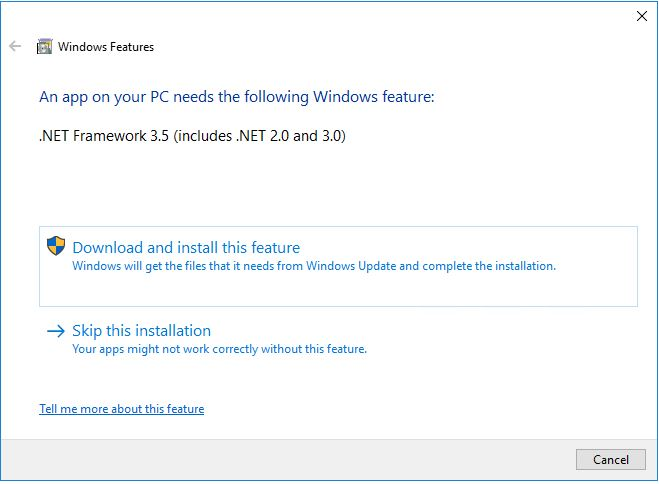 Windows Features
An app on your PC needs the following Windows feature:
.NET Framework 3.5 (includes .NET 2.0 and 3.0)
Download and install this feature
Windows will get the files that it needs from Windows Update and complete the installation.
Skip this installation
Your apps might not work correctly without this feature.
Tell me more about this feature
Cancel